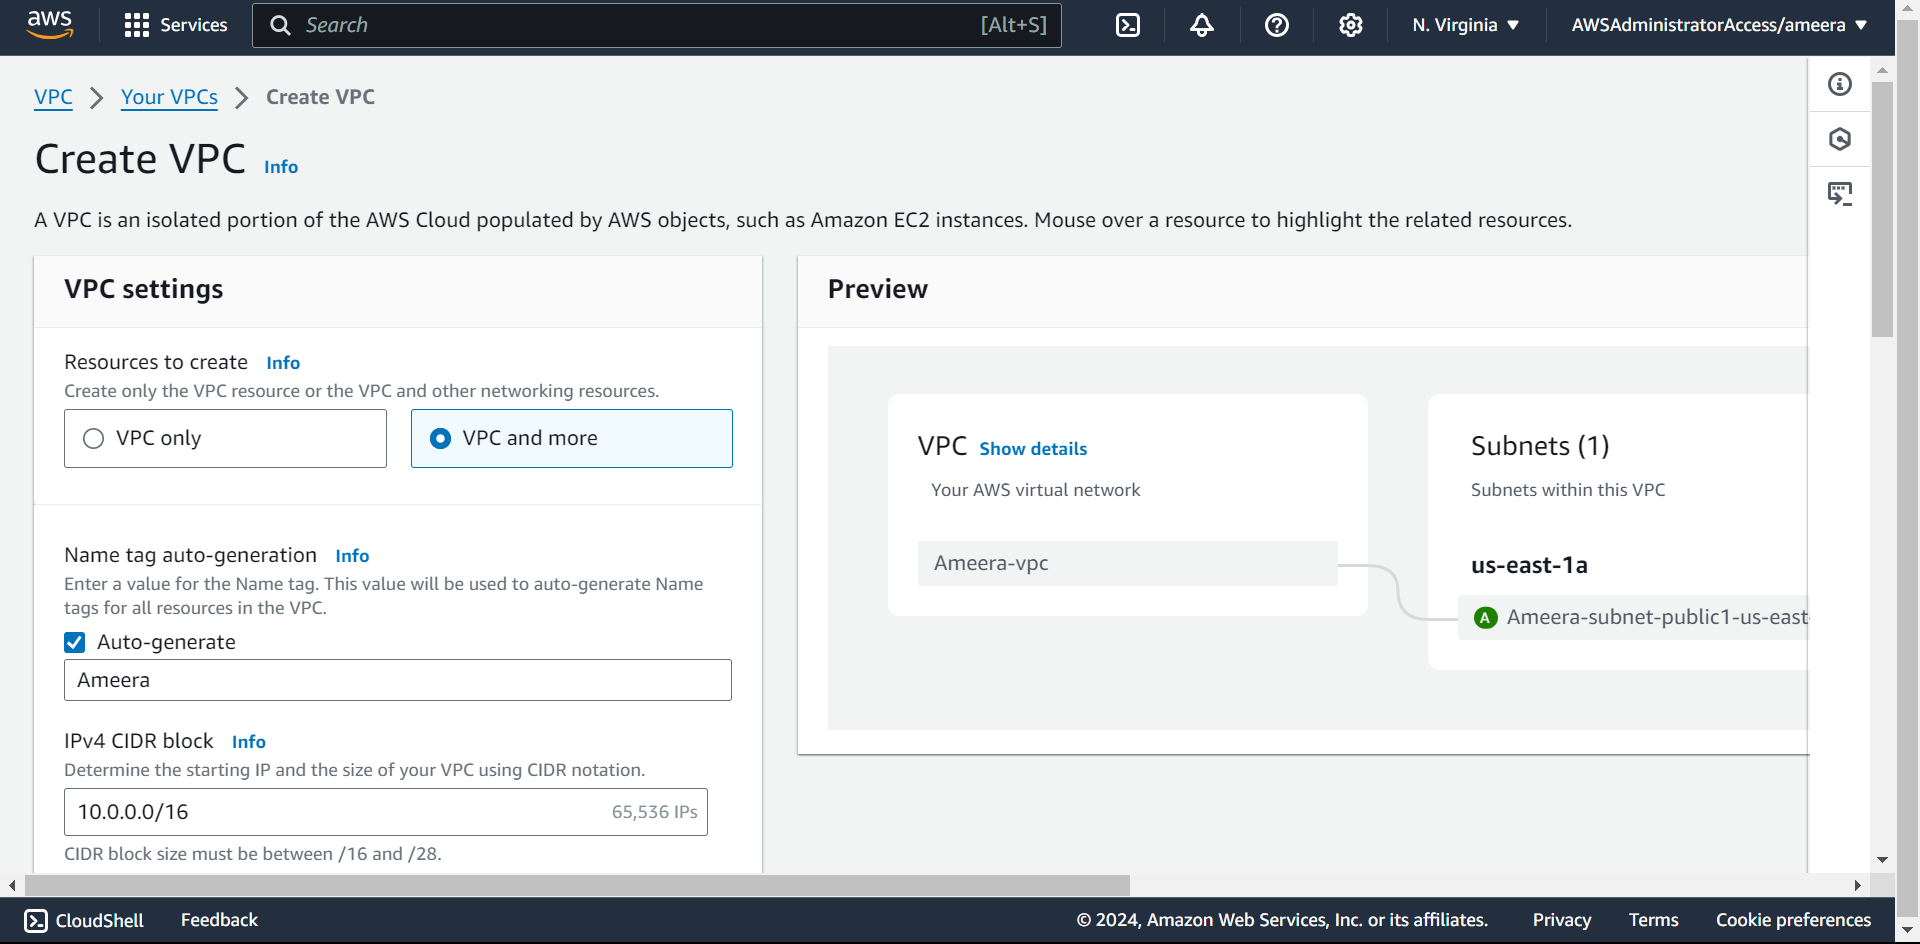 aws Services Search [Alt+S] N. Virginia AWSAdministratorAccess/ameera
VPC Your VPCs Create VPC
Create VPC Info
A VPC is an isolated portion of the AWS Cloud populated by AWS objects, such as Amazon EC2 instances. Mouse over a resource to highlight the related resources.
VPC settings
Resources to create Info
Create only the VPC resource or the VPC and other networking resources.
VPC only VPC and more
Name tag auto-generation Info
Enter a value for the Name tag. This value will be used to auto-generate Name
tags for all resources in the VPC.
Auto-generate
Ameera
IPv4 CIDR block Info
Determine the starting IP and the size of your VPC using CIDR notation.
10.0.0.0/16 65,536 IPs
CIDR block size must be between /16 and /28.
Preview
VPC Show details
Your AWS virtual network
Ameera-vpc
Subnets (1)
Subnets within this VPC
us-east-1a
A Ameera-subnet-public1-us-east-
CloudShell Feedback © 2024, Amazon Web Services, Inc. or its affiliates. Privacy Terms Cookie preferences